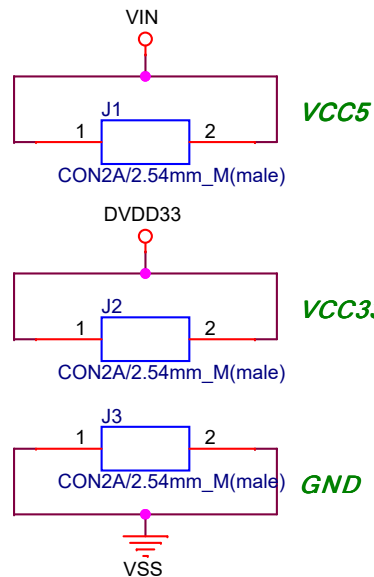 VIN
J1
VCC5
1 2
CON2A/2.54mm_M(male)
DVDD33
J2
VCC3
1 2
CON2A/2.54mm_M(male)
J3
1 2
CON2A/2.54mm_M(male)
GND
VSS